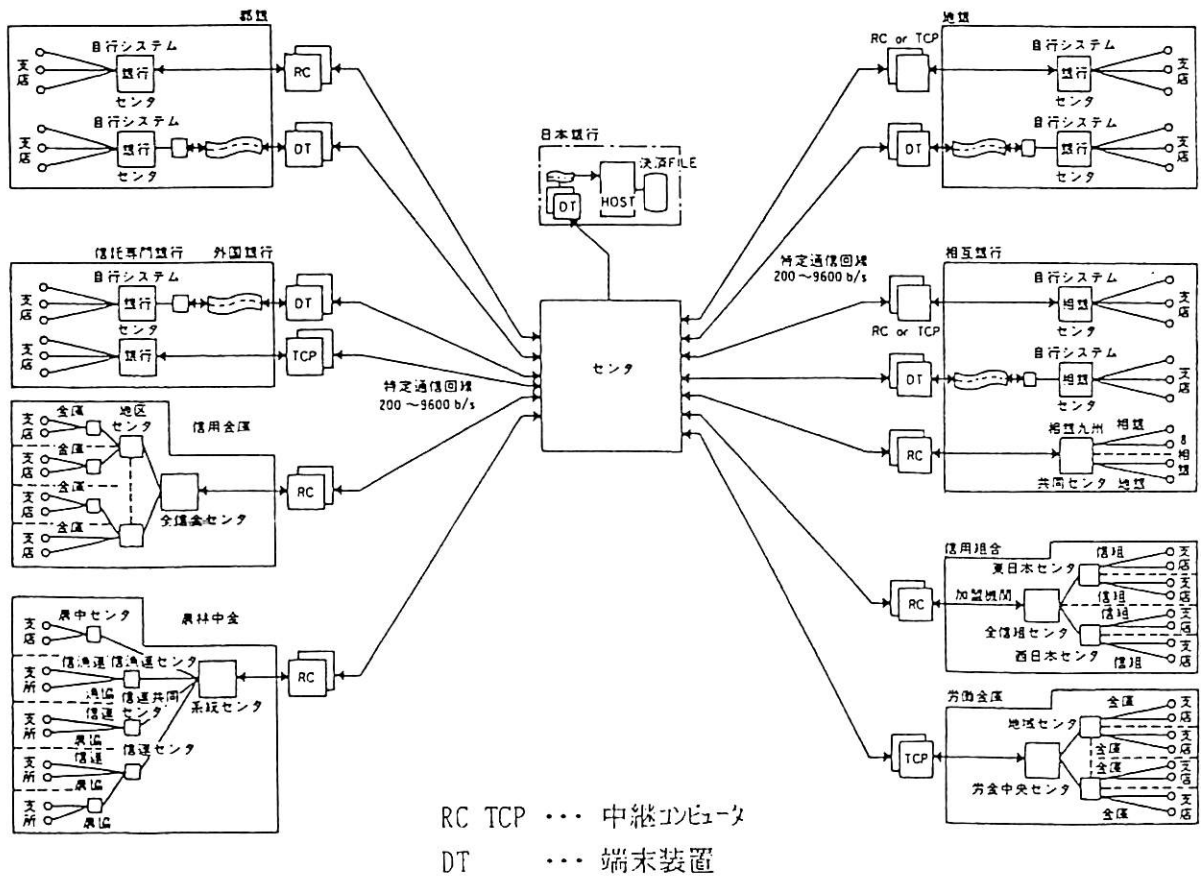 都銀
自行システム
支店
銀行
センタ
RC
自行システム
支店
銀行
センタ
DT
地銀
RC or TCP
自行システム
銀行
支店
センタ
DT
自行システム
銀行
支店
センタ
日本銀行
決済FILE
HOST
DT
信託専門銀行 外国銀行
自行システム
支店
銀行
センタ
DT
支店
銀行
TCP
特定通信回線
200～9600 b/s
センタ
特定通信回線
200～9600 b/s
相互銀行
自行システム
相銀
支店
センタ
RC or TCP
DT
自行システム
相銀
支店
センタ
RC
相銀九州
相銀
8
相銀
共同センタ
地銀
信用金庫
金庫
地区センタ
支店
金庫
支店
金庫
支店
金庫
支店
全信金センタ
RC
農林中金
農中センタ
支店
信漁連 信漁連センタ
支所
漁協
信連共同
信連センタ
支所
農協
信連センタ
信連
支所
農協
支所
農協
系統センタ
RC
信用組合
東日本センタ
信組
支店
支店
信組
加盟機関
RC
全信組センタ
信組
支店
支店
西日本センタ
信組
労働金庫
地域センタ
金庫
支店
支店
金庫
TCP
労金中央センタ
金庫
支店
支店
金庫
RC TCP ··· 中継コンピュータ
DT ··· 端末装置